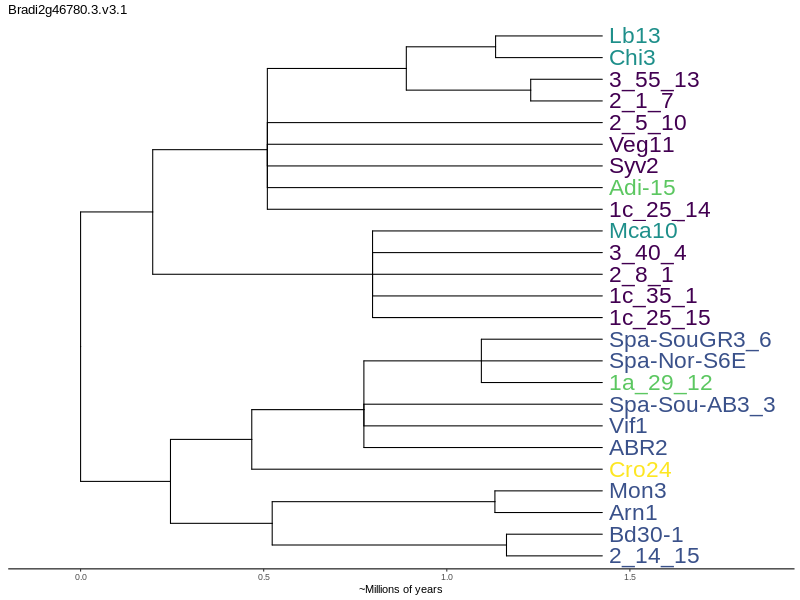 Bradi2g46780.3.v3.1
Lb13
Chi3
3_55_13
2_1_7
2_5_10
Veg11
Syv2
Adi-15
1c_25_14
Mca10
3_40_4
2_8_1
1c_35_1
1c_25_15
Spa-SouGR3_6
Spa-Nor-S6E
1a_29_12
Spa-Sou-AB3_3
Vif1
ABR2
Cro24
Mon3
Arn1
Bd30-1
2_14_15
0.0 0.5 1.0 1.5
~Millions of years